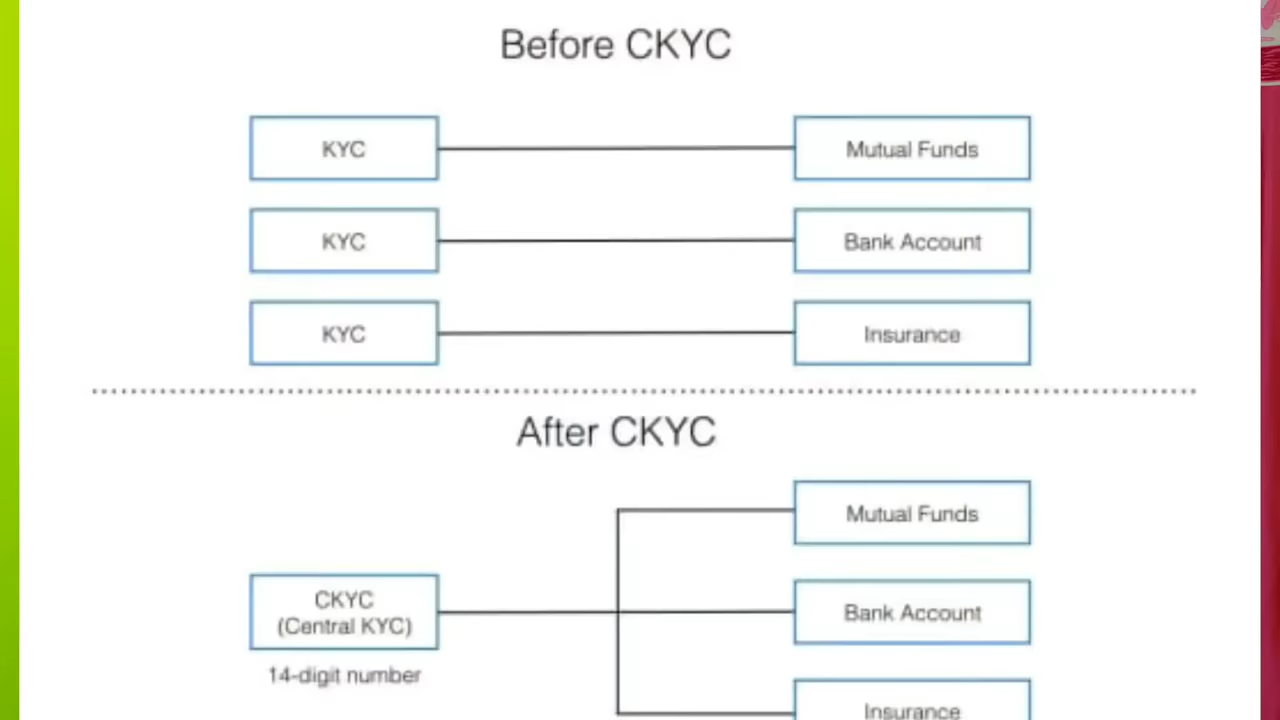 Before CKYC
KYC
Mutual Funds
KYC
Bank Account
KYC
Insurance
After CKYC
Mutual Funds
CKYC
(Central KYC)
Bank Account
14-digit number
Insurance